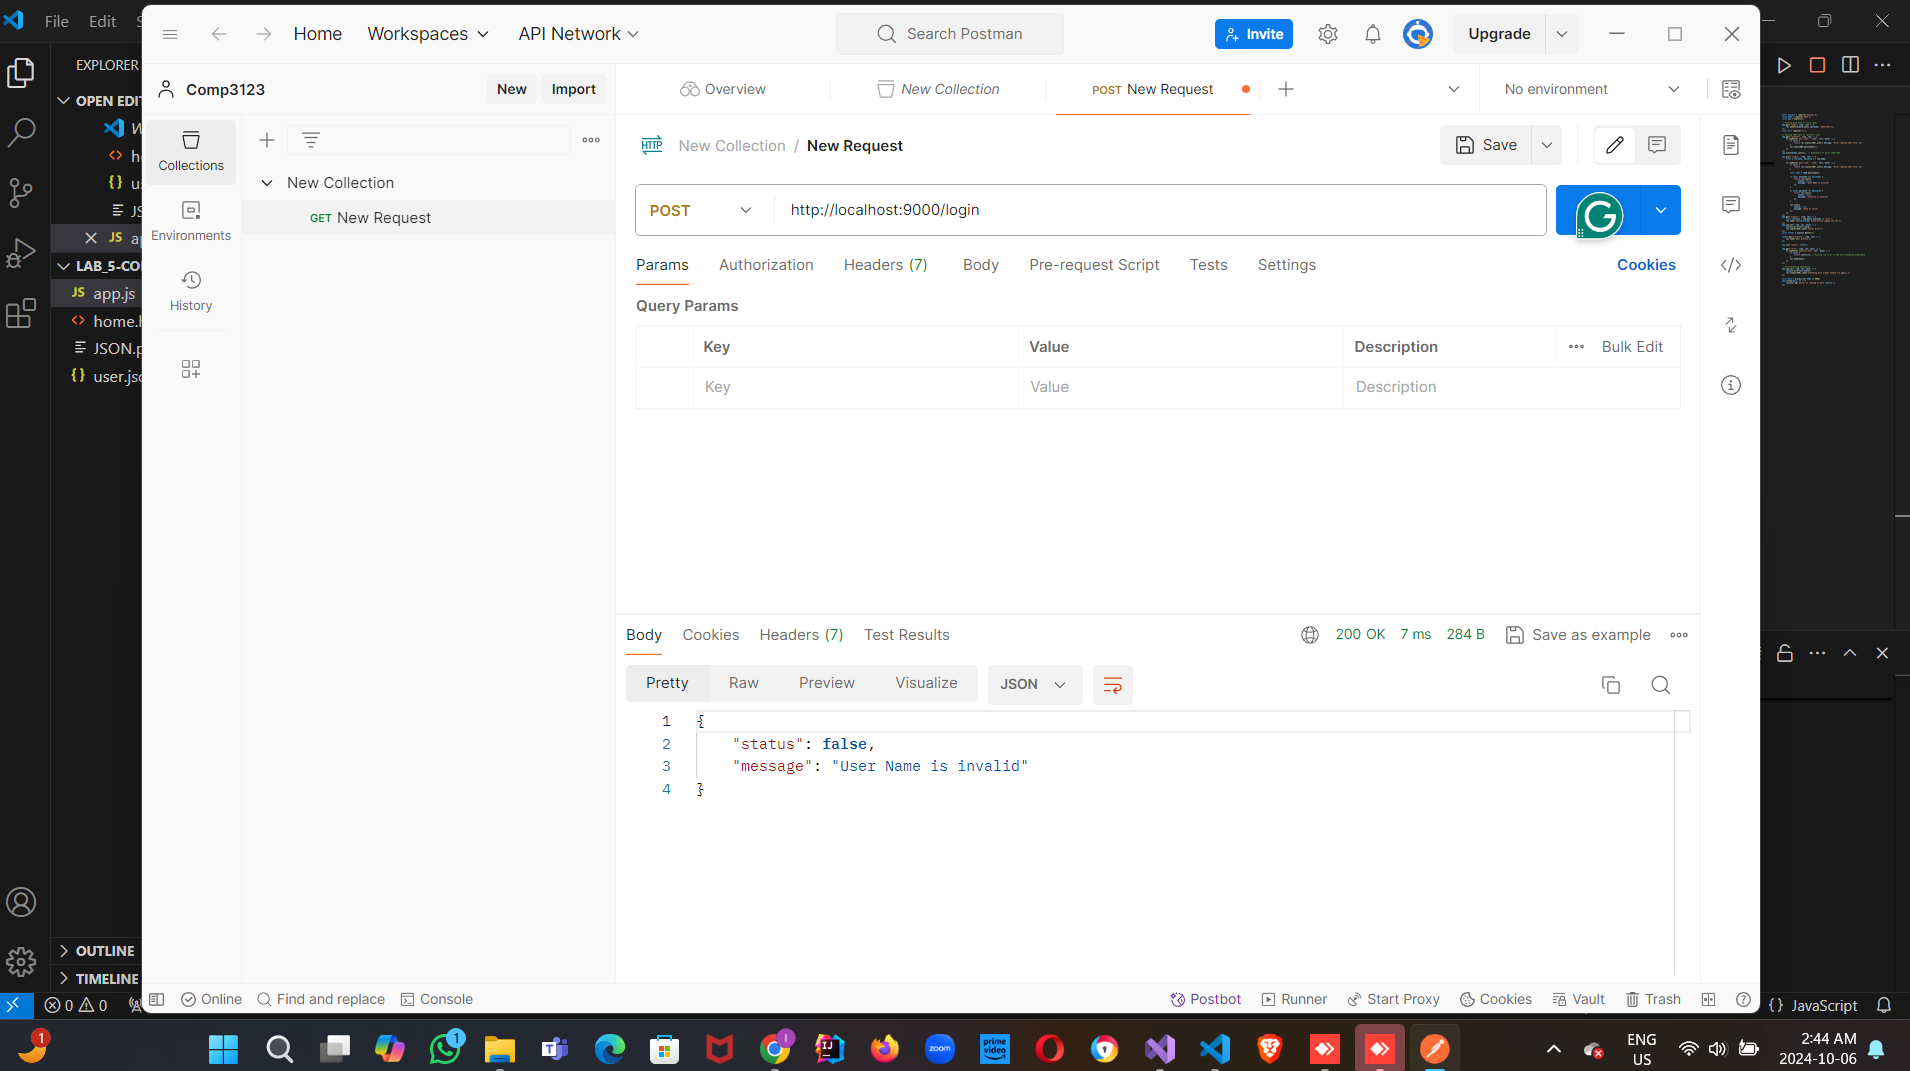 File Edit S
Home Workspaces API Network Search Postman Invite Upgrade
EXPLORER
Comp3123 New Import Overview New Collection POST New Request No environment
OPEN EDIT
New Collection / New Request Save
Collections
New Collection
GET New Request
POST http://localhost:9000/login
Environments
Params Authorization Headers (7) Body Pre-request Script Tests Settings Cookies
LAB_5-CO
JS app.js
History
Query Params
home.h
Key Value Description Bulk Edit
JSON.p
user.jso
Key Value Description
Body Cookies Headers (7) Test Results 200 OK 7 ms 284 B Save as example
Pretty Raw Preview Visualize JSON
1 {
2 "status": false,
3 "message": "User Name is invalid"
4 }
OUTLINE
TIMELINE
0 0 Online Find and replace Console Postbot Runner Start Proxy Cookies Vault Trash {} JavaScript
1 1 zoom prime video ENG US 2:44 AM
2024-10-06